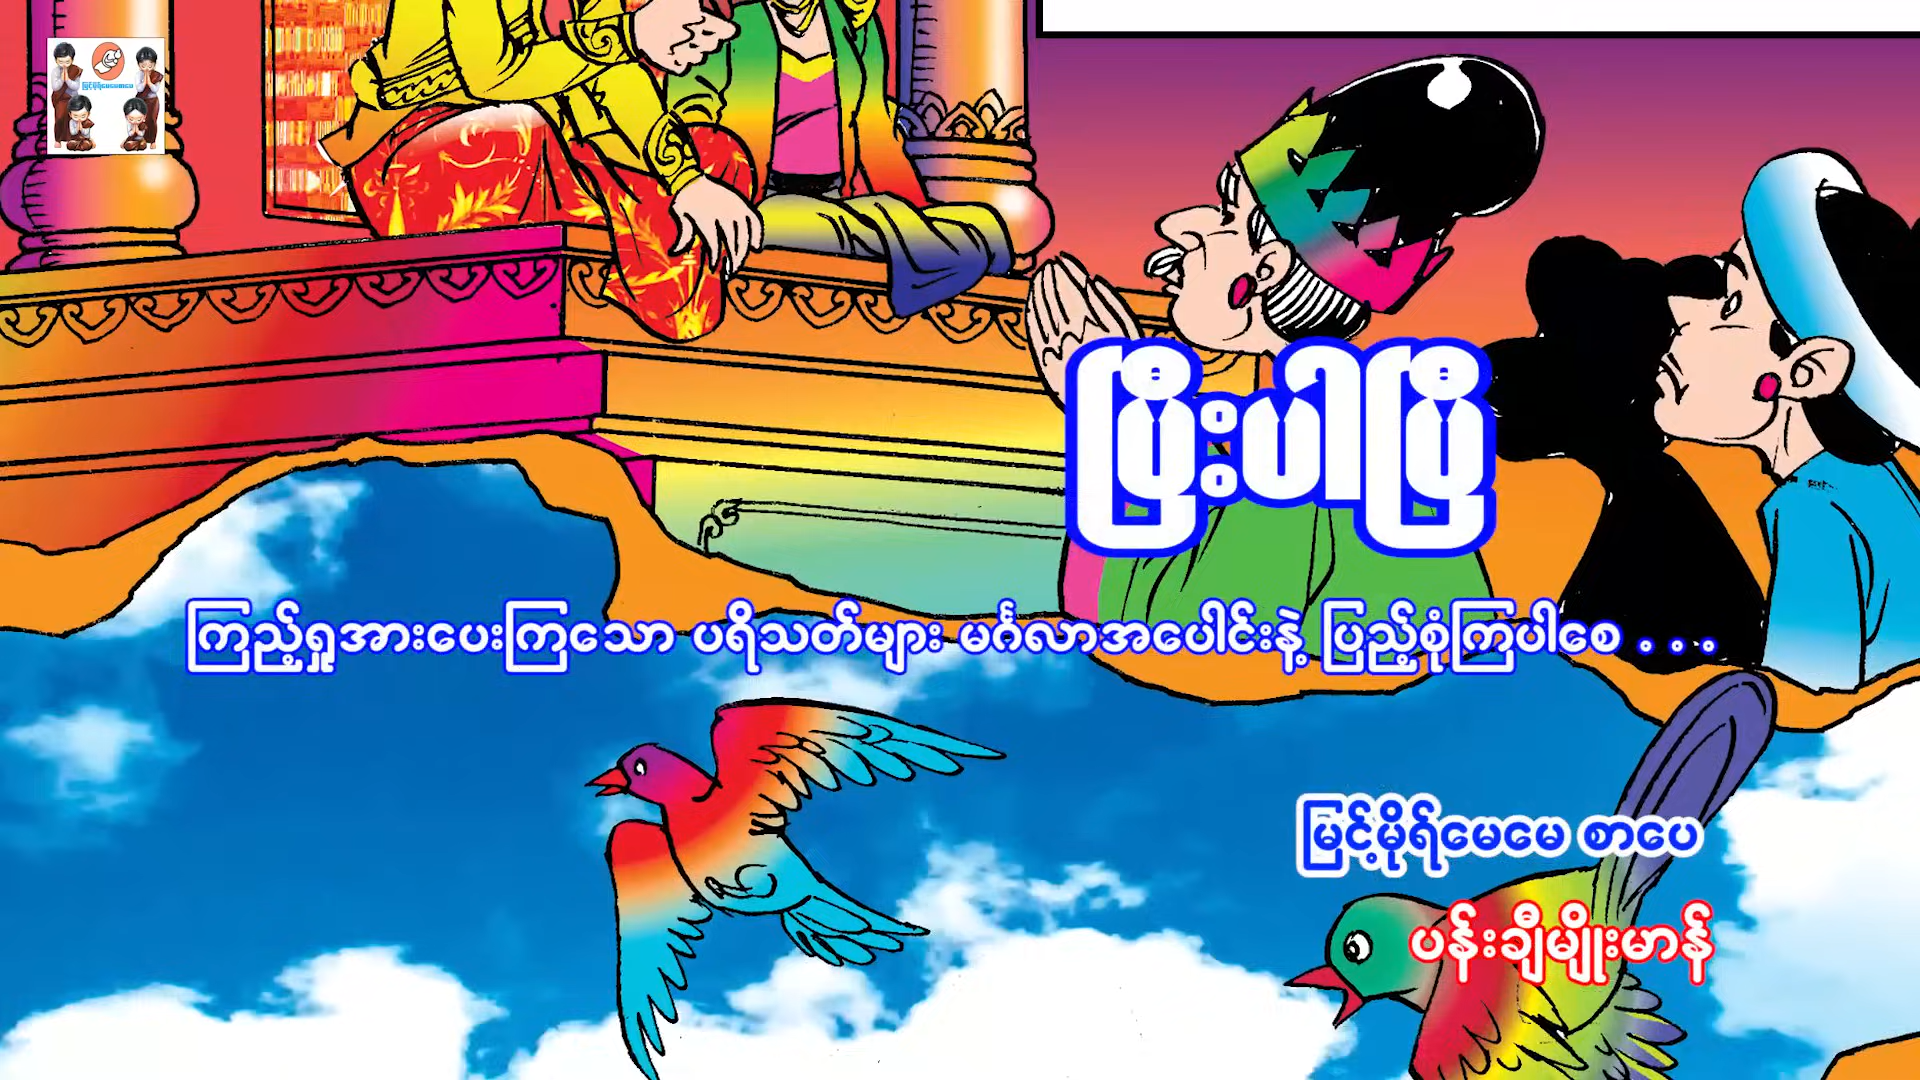 ပြီးပါပြီ
ကြည့်ရှုအားပေးကြသော ပရိသတ်များ မင်္ဂလာအပေါင်းနဲ့ ပြည့်စုံကြပါစေ . . .
မြင့်မိုရ်မေမေ စာပေ
ပန်းချီမျိုးမာန်